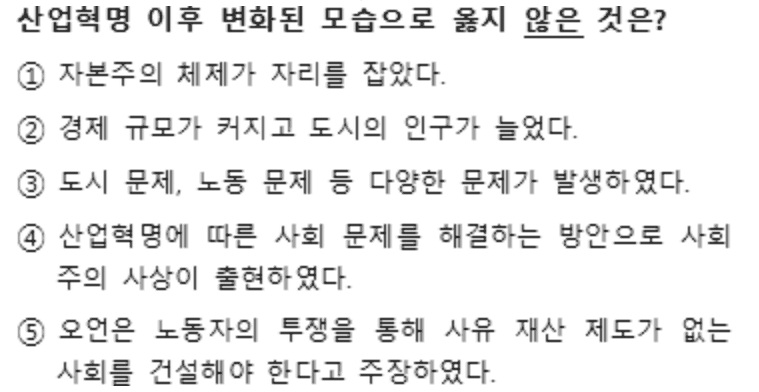 산업혁명 이후 변화된 모습으로 옳지 않은 것은?
① 자본주의 체제가 자리를 잡았다.
② 경제 규모가 커지고 도시의 인구가 늘었다.
③ 도시 문제, 노동 문제 등 다양한 문제가 발생하였다.
④ 산업혁명에 따른 사회 문제를 해결하는 방안으로 사회
주의 사상이 출현하였다.
⑤ 오언은 노동자의 투쟁을 통해 사유 재산 제도가 없는
사회를 건설해야 한다고 주장하였다.